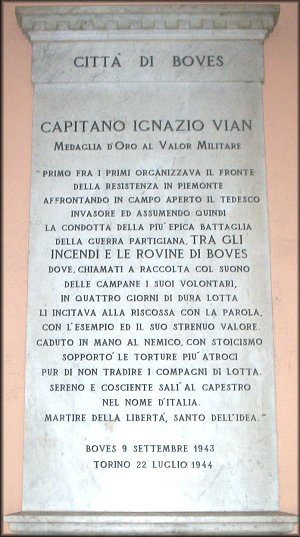 CITTÀ DI BOVES
CAPITANO IGNAZIO VIAN
MEDAGLIA D'ORO AL VALOR MILITARE
"PRIMO FRA I PRIMI ORGANIZZAVA IL FRONTE
DELLA RESISTENZA IN PIEMONTE
AFFRONTANDO IN CAMPO APERTO IL TEDESCO
INVASORE ED ASSUMENDO QUINDI
LA CONDOTTA DELLA PIU' EPICA BATTAGLIA
DELLA GUERRA PARTIGIANA, TRA GLI
INCENDI E LE ROVINE DI BOVES
DOVE, CHIAMATI A RACCOLTA COL SUONO
DELLE CAMPANE I SUOI VOLONTARI,
IN QUATTRO GIORNI DI DURA LOTTA
LI INCITAVA ALLA RISCOSSA CON LA PAROLA,
CON L'ESEMPIO ED IL SUO STRENUO VALORE.
CADUTO IN MANO AL NEMICO, CON STOICISMO
SOPPORTO' LE TORTURE PIU' ATROCI
PUR DI NON TRADIRE I COMPAGNI DI LOTTA.
SERENO E COSCIENTE SALI' AL CAPESTRO
NEL NOME D'ITALIA.
MARTIRE DELLA LIBERTA', SANTO DELL'IDEA."
BOVES 9 SETTEMBRE 1943
TORINO 22 LUGLIO 1944